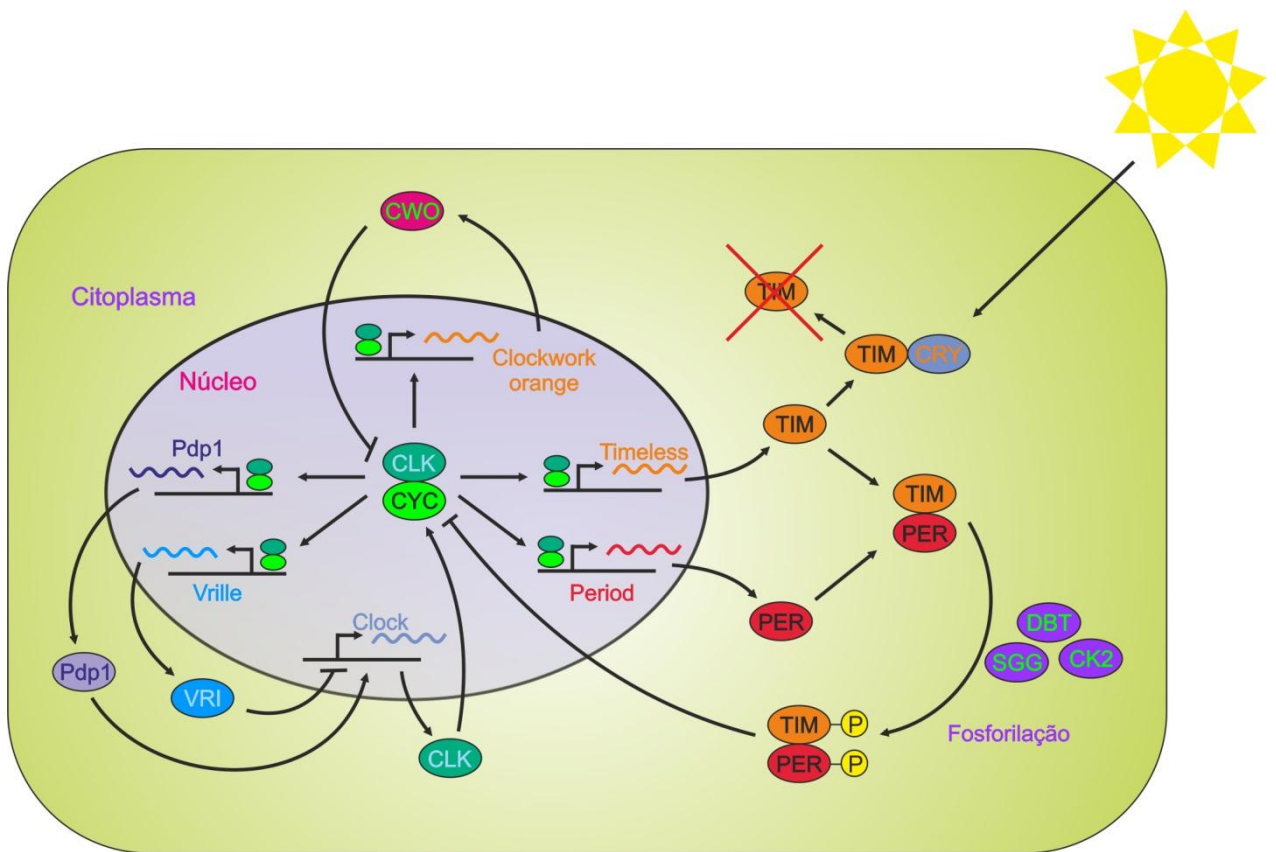 CWO
Citoplasma
TIM
Clockwork
orange
TIM
CRY
Núcleo
Pdp1
CLK
CYC
Timeless
TIM
TIM
PER
Vrille
Period
PER
Clock
DBT
SGG
CK2
Pdp1
VRI
CLK
TIM
P
PER
P
Fosforilação